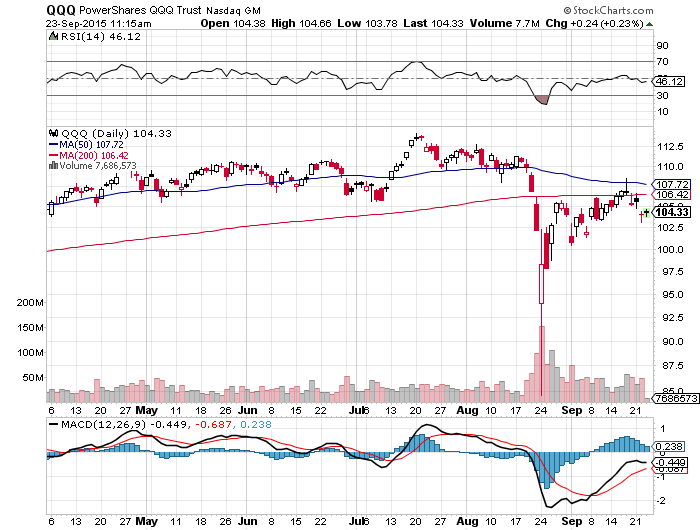 QQQ PowerShares QQQ Trust Nasdaq GM © StockCharts.com
23-Sep-2015 11:15am Open 104.38 High 104.66 Low 103.78 Last 104.33 Volume 7.7M Chg +0.24 (+0.23%)
RSI(14) 46.12
90
70
46.12
30
10
QQQ (Daily) 104.33
MA(50) 107.72
MA(200) 106.42
Volume 7,686,573
112.5
110.0
107.72
106.42
104.33
102.5
100.0
97.5
95.0
92.5
90.0
87.5
85.0
200M
150M
100M
50M
7686573
6 13 20 27 May 11 18 26 Jun 8 15 22 Jul 6 13 20 27 Aug 10 17 24 Sep 8 14 21
MACD(12,26,9) -0.449, -0.687, 0.238
0.238
-0.449
-0.687
-1
-2
6 13 20 27 May 11 18 26 Jun 8 15 22 Jul 6 13 20 27 Aug 10 17 24 Sep 8 14 21